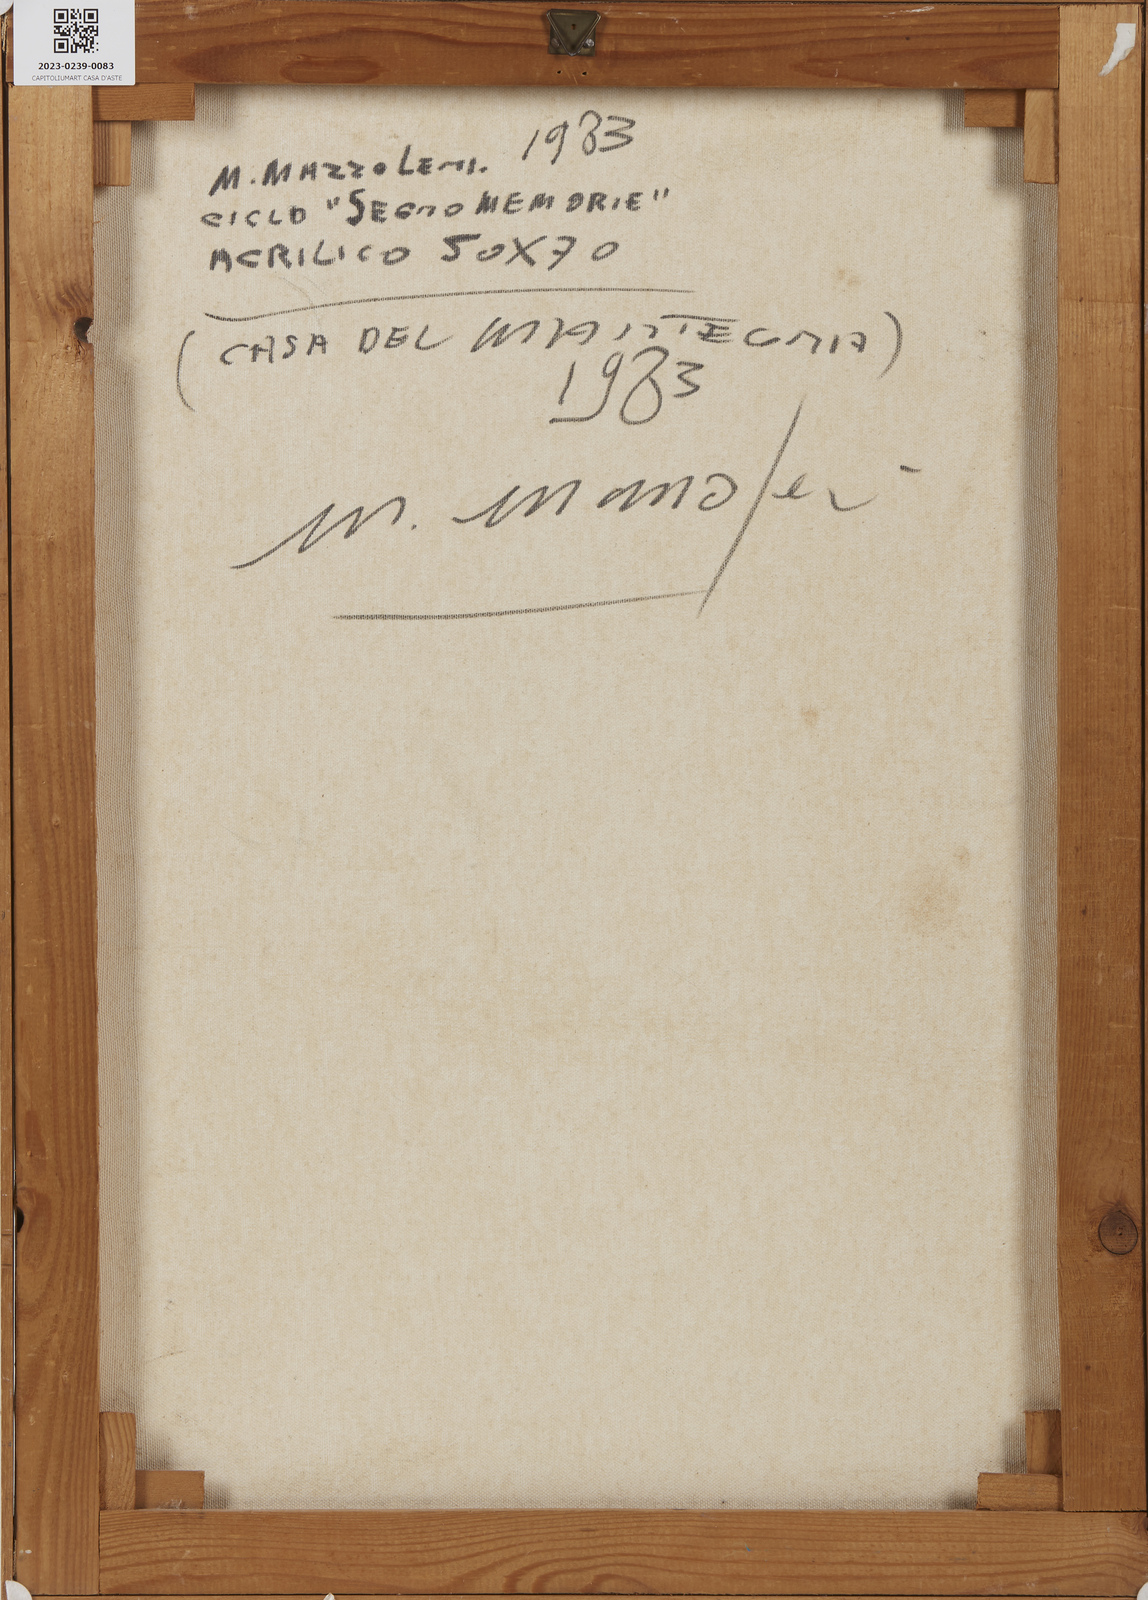 2023-0239-0083
CAPITOLIUMART CASA D'ASTE
M. MAZZOLENI. 1983
CICLO "SEGNO MEMORIE"
ACRILICO 50X70
(CASA DEL MANTEGNA)
1983
M. Mazzoleni